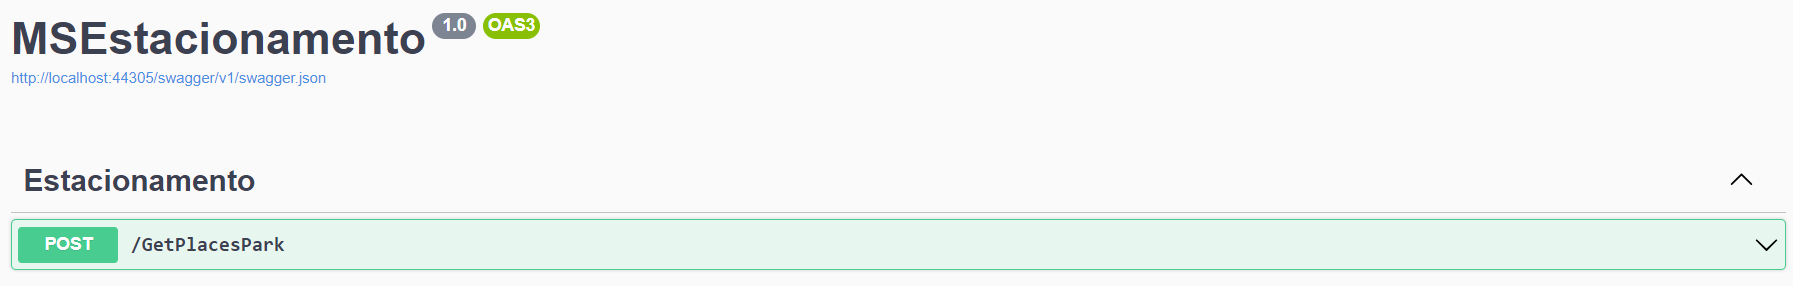 MSEstacionamento 1.0 OAS3
http://localhost:44305/swagger/v1/swagger.json
Estacionamento
POST /GetPlacesPark